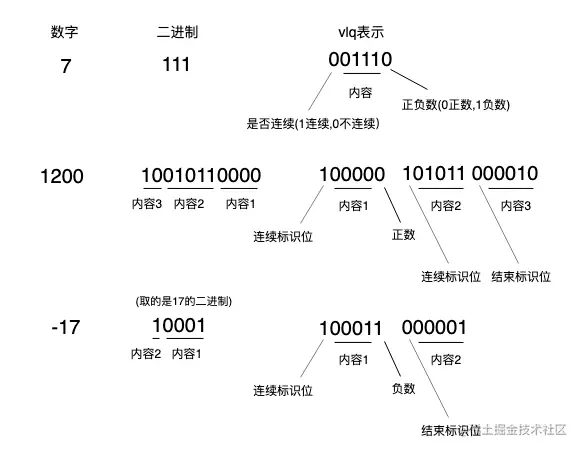 数字 二进制 vlq表示
7 111 001110
内容
正负数(0正数,1负数)
是否连续(1连续,0不连续)
1200 10010110000 100000 101011 000010
内容3 内容2 内容1 内容1 内容2 内容3
连续标识位 正数
连续标识位 结束标识位
(取的是17的二进制)
-17 10001 100011 000001
内容2 内容1 内容1 内容2
连续标识位 负数
结束标识位
土掘金技术社区